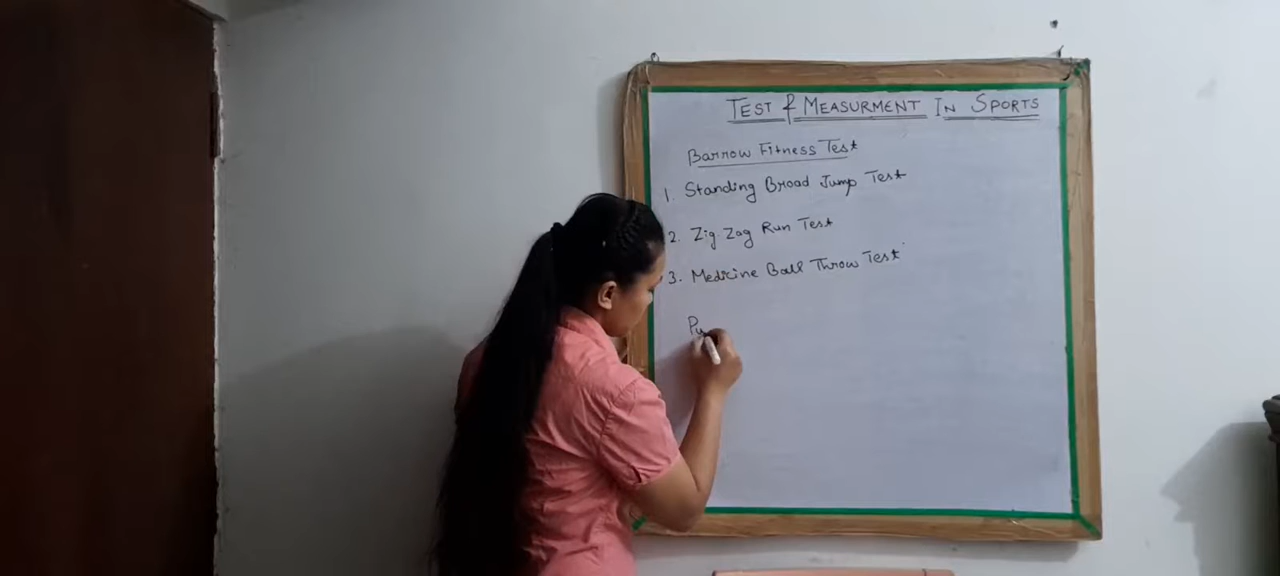 TEST & MEASURMENT IN SPORTS
Barrow Fitness Test
1. Standing Broad Jump Test
2. Zig-Zag Run Test
3. Medicine Ball Throw Test
Pu